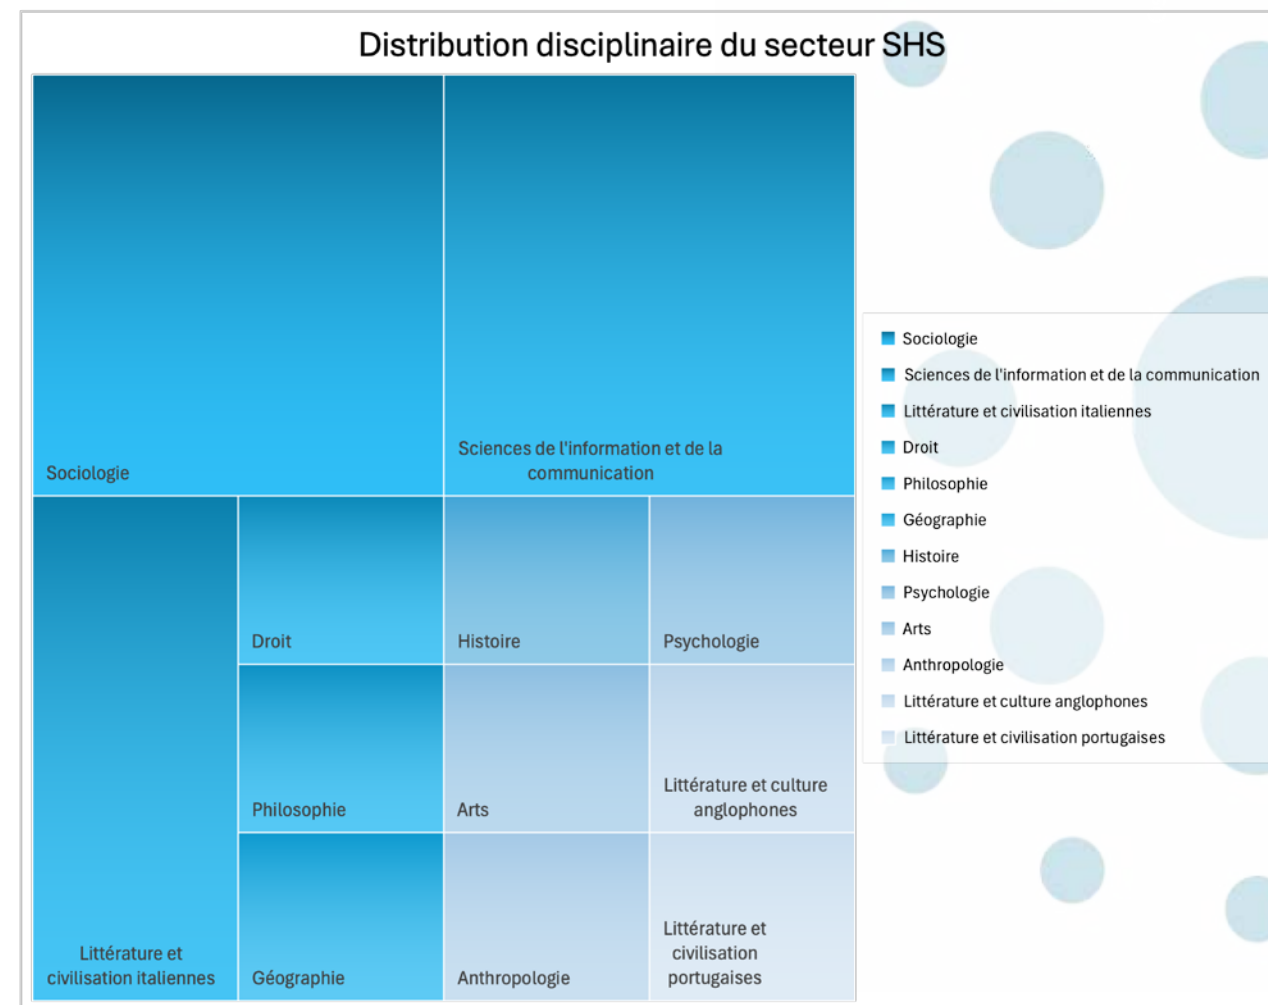 Distribution disciplinaire du secteur SHS
Sociologie
Sciences de l'information et de la
communication
Littérature et
civilisation italiennes
Droit
Philosophie
Géographie
Histoire
Arts
Anthropologie
Psychologie
Littérature et culture
anglophones
Littérature et
civilisation
portugaises
Sociologie
Sciences de l'information et de la communication
Littérature et civilisation italiennes
Droit
Philosophie
Géographie
Histoire
Psychologie
Arts
Anthropologie
Littérature et culture anglophones
Littérature et civilisation portugaises